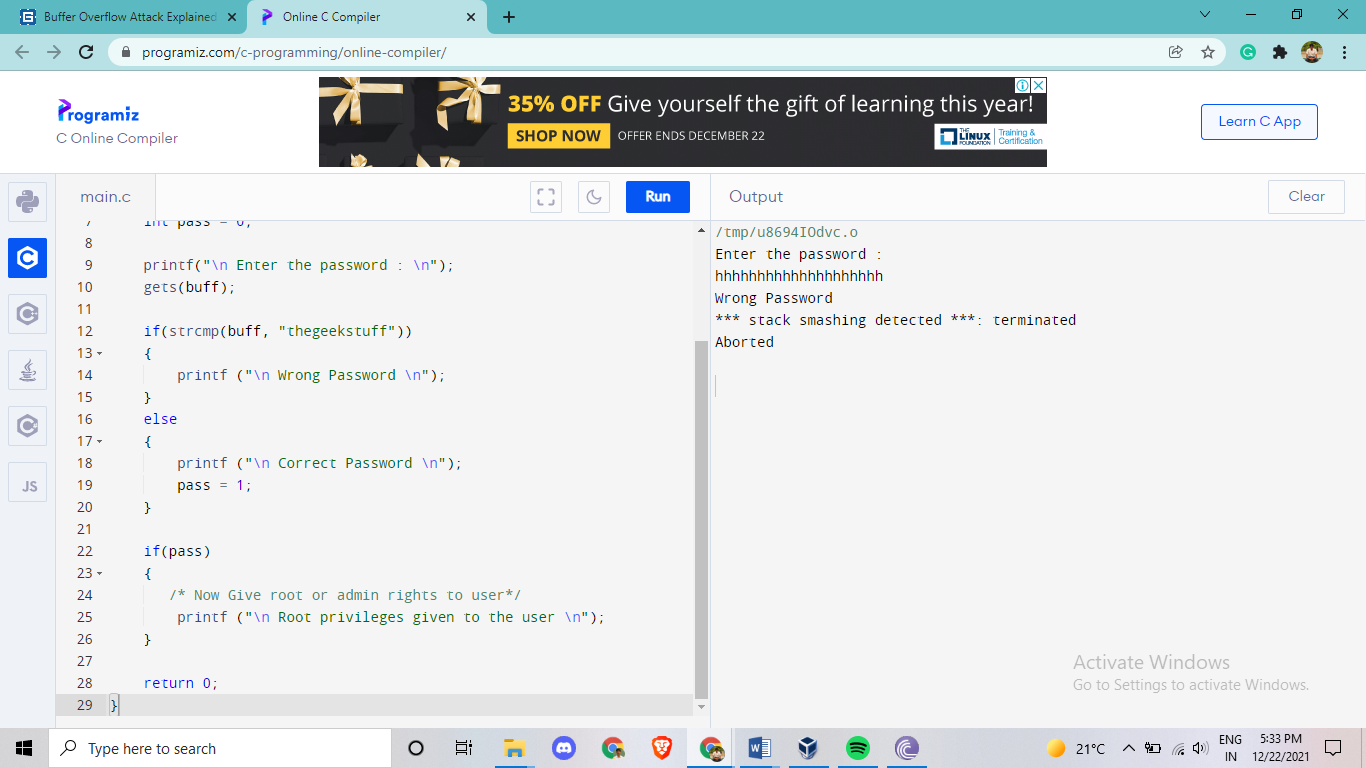 Buffer Overflow Attack Explained
Online C Compiler
programiz.com/c-programming/online-compiler/
Programiz
C Online Compiler
35% OFF Give yourself the gift of learning this year!
SHOP NOW OFFER ENDS DECEMBER 22
THE LINUX FOUNDATION Training & Certification
Learn C App
main.c
Run
Output
Clear
7 int pass = 0;
8
9 printf("\n Enter the password : \n");
10 gets(buff);
11
12 if(strcmp(buff, "thegeekstuff"))
13 {
14 printf ("\n Wrong Password \n");
15 }
16 else
17 {
18 printf ("\n Correct Password \n");
19 pass = 1;
20 }
21
22 if(pass)
23 {
24 /* Now Give root or admin rights to user*/
25 printf ("\n Root privileges given to the user \n");
26 }
27
28 return 0;
29 }
JS
/tmp/u8694IOdvc.o
Enter the password :
hhhhhhhhhhhhhhhhhhhh
Wrong Password
*** stack smashing detected ***: terminated
Aborted
Activate Windows
Go to Settings to activate Windows.
Type here to search
21°C
ENG
IN
5:33 PM
12/22/2021